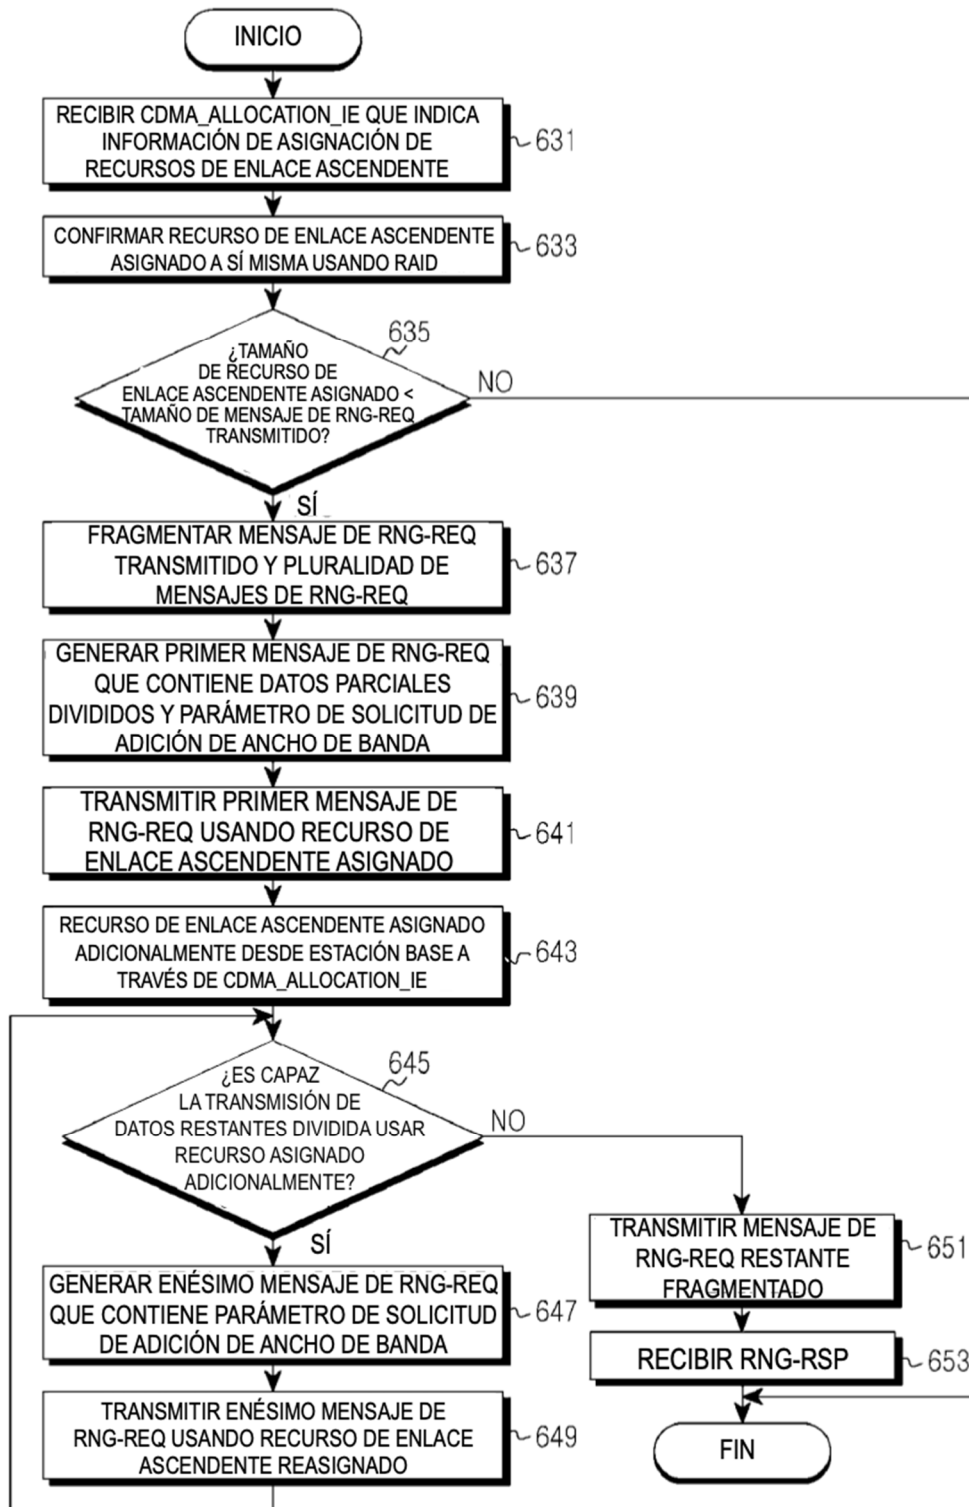 INICIO
RECIBIR CDMA_ALLOCATION_IE QUE INDICA
INFORMACIÓN DE ASIGNACIÓN DE
RECURSOS DE ENLACE ASCENDENTE
631
CONFIRMAR RECURSO DE ENLACE ASCENDENTE
ASIGNADO A SÍ MISMA USANDO RAID
633
635
¿TAMAÑO
DE RECURSO DE
ENLACE ASCENDENTE ASIGNADO <
TAMAÑO DE MENSAJE DE RNG-REQ
TRANSMITIDO?
NO
SÍ
FRAGMENTAR MENSAJE DE RNG-REQ
TRANSMITIDO Y PLURALIDAD DE
MENSAJES DE RNG-REQ
637
GENERAR PRIMER MENSAJE DE RNG-REQ
QUE CONTIENE DATOS PARCIALES
DIVIDIDOS Y PARÁMETRO DE SOLICITUD DE
ADICIÓN DE ANCHO DE BANDA
639
TRANSMITIR PRIMER MENSAJE DE
RNG-REQ USANDO RECURSO DE
ENLACE ASCENDENTE ASIGNADO
641
RECURSO DE ENLACE ASCENDENTE ASIGNADO
ADICIONALMENTE DESDE ESTACIÓN BASE A
TRAVÉS DE CDMA_ALLOCATION_IE
643
645
¿ES CAPAZ
LA TRANSMISIÓN DE
DATOS RESTANTES DIVIDIDA USAR
RECURSO ASIGNADO
ADICIONALMENTE?
NO
SÍ
GENERAR ENÉSIMO MENSAJE DE RNG-REQ
QUE CONTIENE PARÁMETRO DE SOLICITUD
DE ADICIÓN DE ANCHO DE BANDA
647
TRANSMITIR ENÉSIMO MENSAJE DE
RNG-REQ USANDO RECURSO DE ENLACE
ASCENDENTE REASIGNADO
649
TRANSMITIR MENSAJE DE
RNG-REQ RESTANTE
FRAGMENTADO
651
RECIBIR RNG-RSP
653
FIN